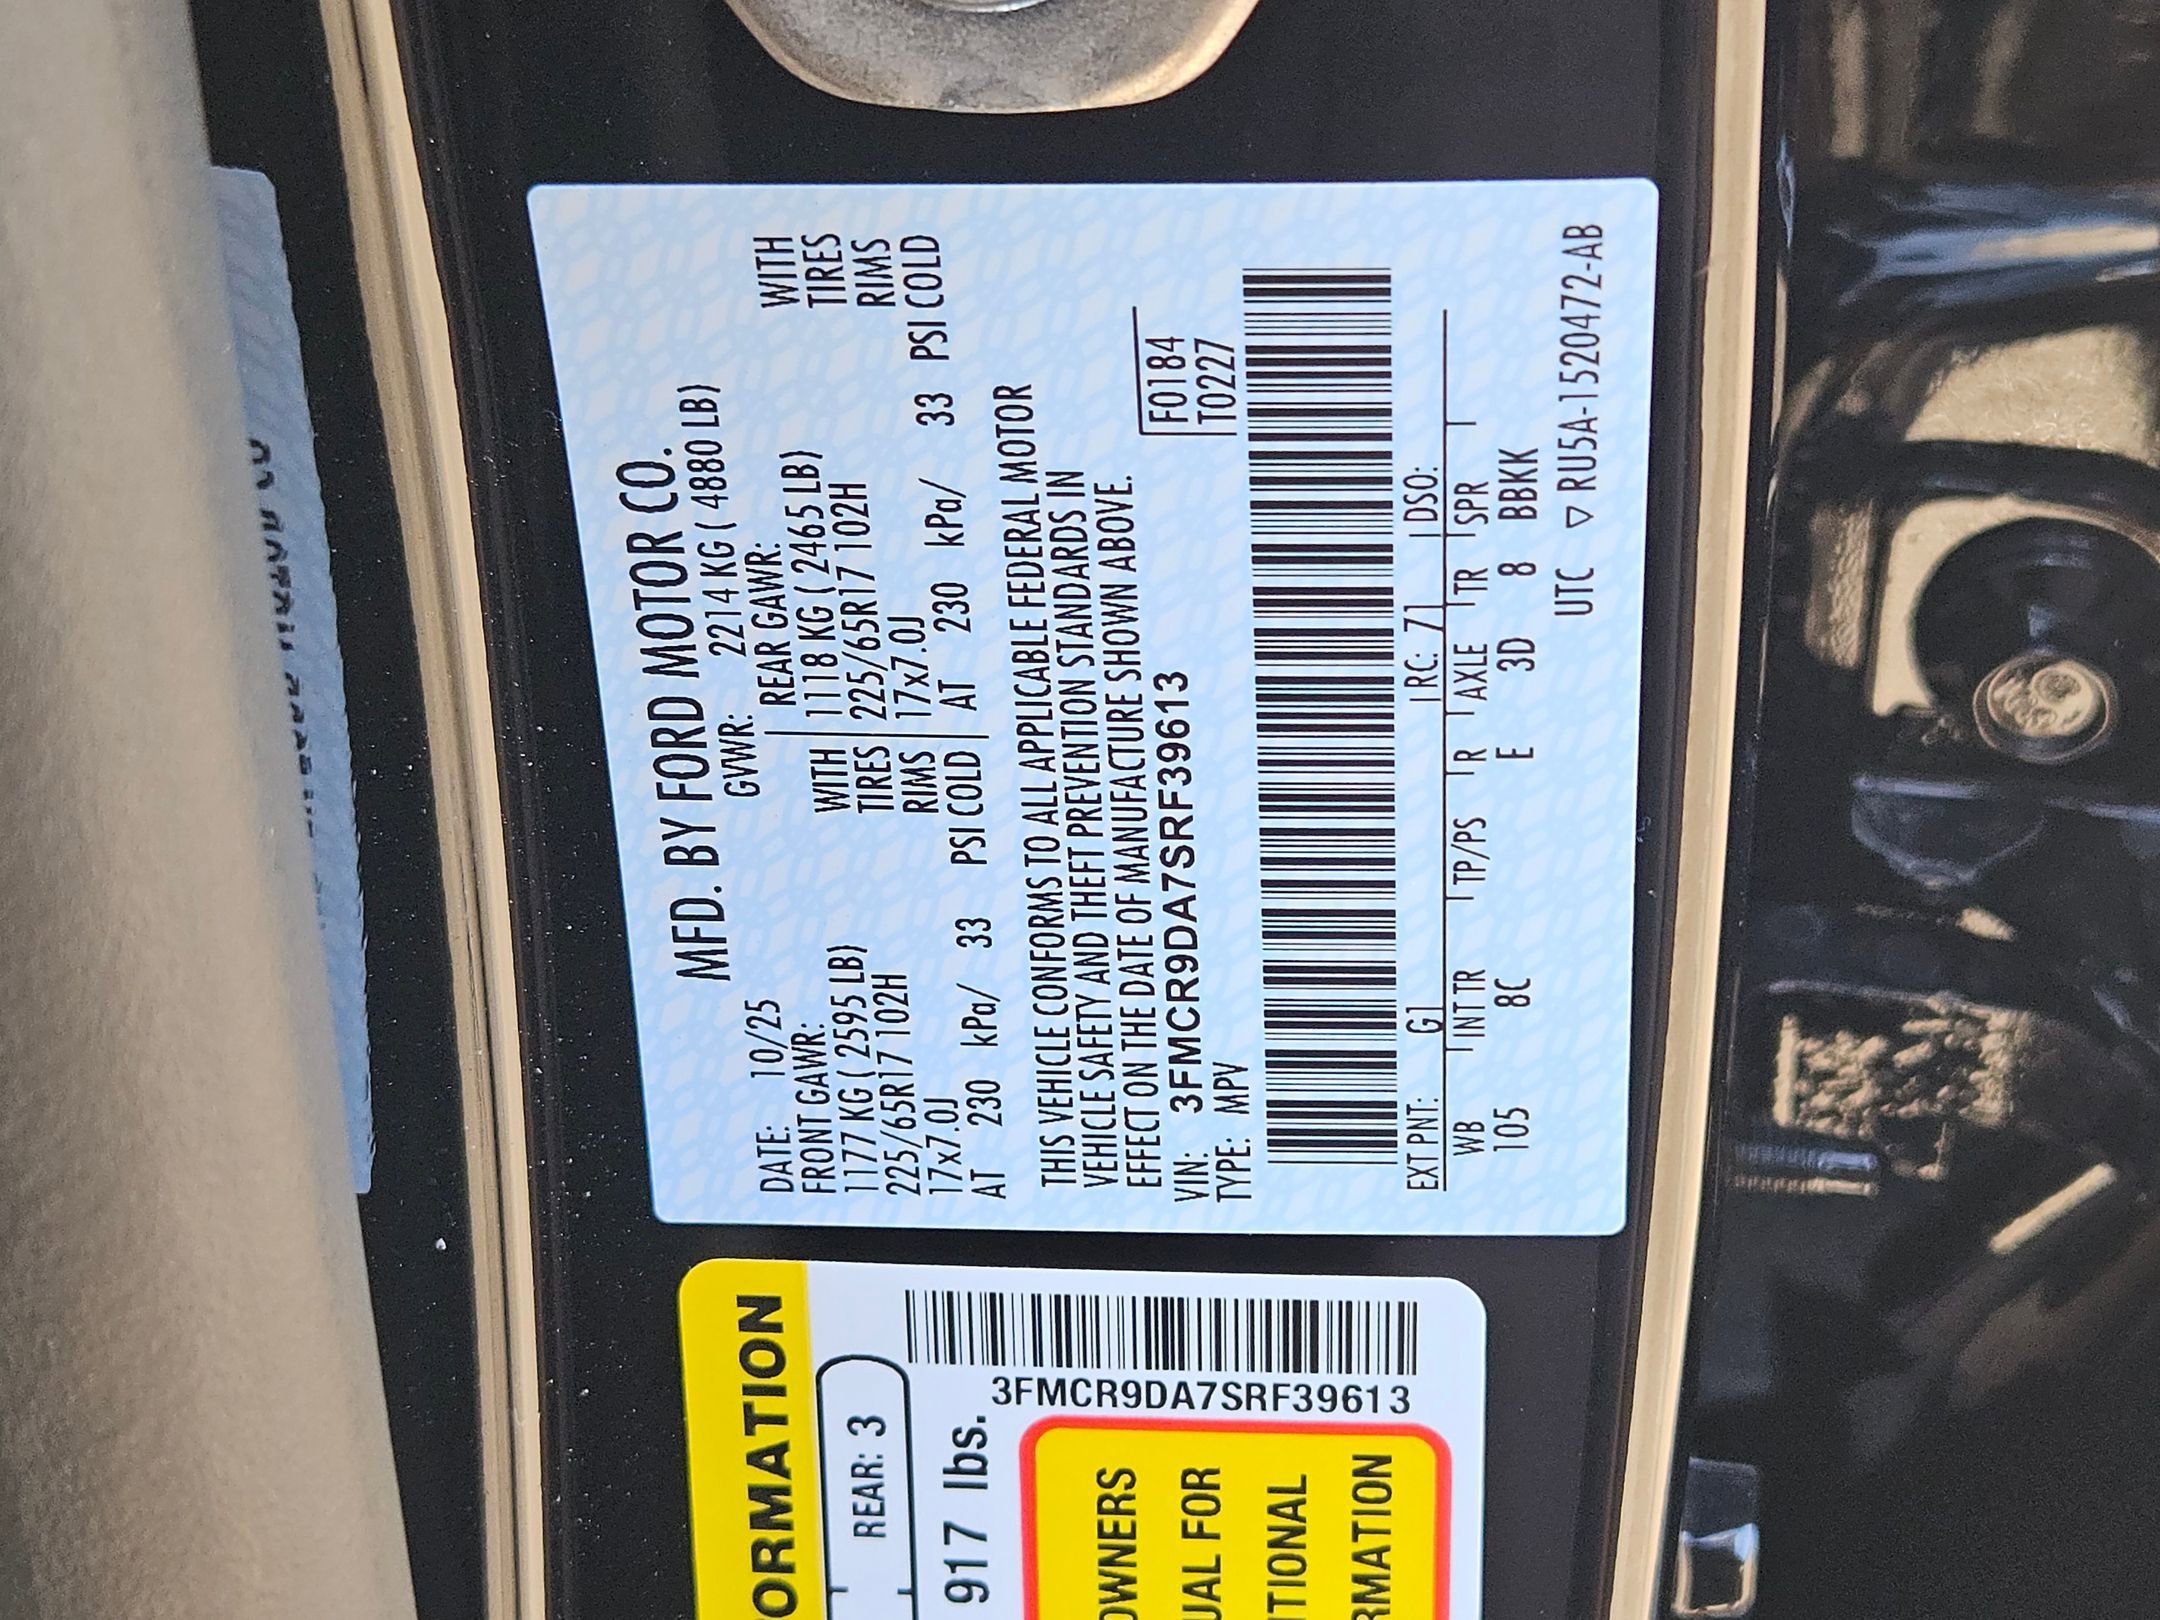 MFD. BY FORD MOTOR CO.
DATE: 10/25 GVWR: 2214 KG ( 4880 LB)
FRONT GAWR: REAR GAWR:
1177 KG ( 2595 LB) WITH 1118 KG ( 2465 LB) WITH
225/65R17 102H TIRES 225/65R17 102H TIRES
17x7.0J RIMS 17x7.0J RIMS
AT 230 kPa/ 33 PSI COLD AT 230 kPa/ 33 PSI COLD
THIS VEHICLE CONFORMS TO ALL APPLICABLE FEDERAL MOTOR
VEHICLE SAFETY AND THEFT PREVENTION STANDARDS IN
EFFECT ON THE DATE OF MANUFACTURE SHOWN ABOVE.
VIN: 3FMCR9DA7SRF39613 F0184
TYPE: MPV T0227
EXT PNT: G1 RC: 71 DSO:
WB INT TR TP/PS R AXLE TR SPR
105 8C E 3D 8 BBKK
UTC ▽ RU5A-1520472-AB
ORMATION
REAR: 3
917 lbs.
3FMCR9DA7SRF39613
OWNERS
UAL FOR
ITIONAL
RMATION